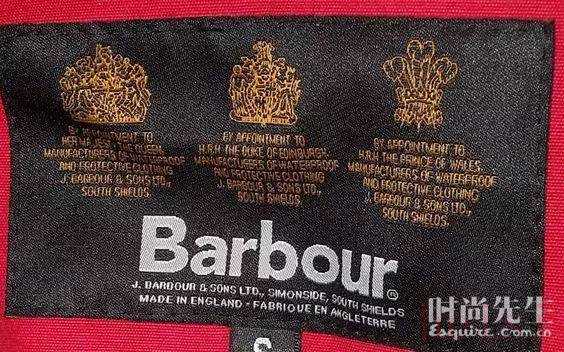 BY APPOINTMENT TO
HER MAJESTY THE QUEEN
MANUFACTURERS OF WATERPROOF
AND PROTECTIVE CLOTHING
J. BARBOUR & SONS LTD.,
SOUTH SHIELDS
BY APPOINTMENT TO
H.R.H. THE DUKE OF EDINBURGH
MANUFACTURERS OF WATERPROOF
AND PROTECTIVE CLOTHING
J. BARBOUR & SONS LTD.,
SOUTH SHIELDS.
BY APPOINTMENT TO
H.R.H. THE PRINCE OF WALES
MANUFACTURERS OF WATERPROOF
AND PROTECTIVE CLOTHING
J. BARBOUR & SONS LTD.,
SOUTH SHIELDS
Barbour®
J. BARBOUR & SONS LTD., SIMONSIDE, SOUTH SHIELDS
MADE IN ENGLAND - FABRIQUE EN ANGLETERRE
S
时尚先生
Esquire.com.cn